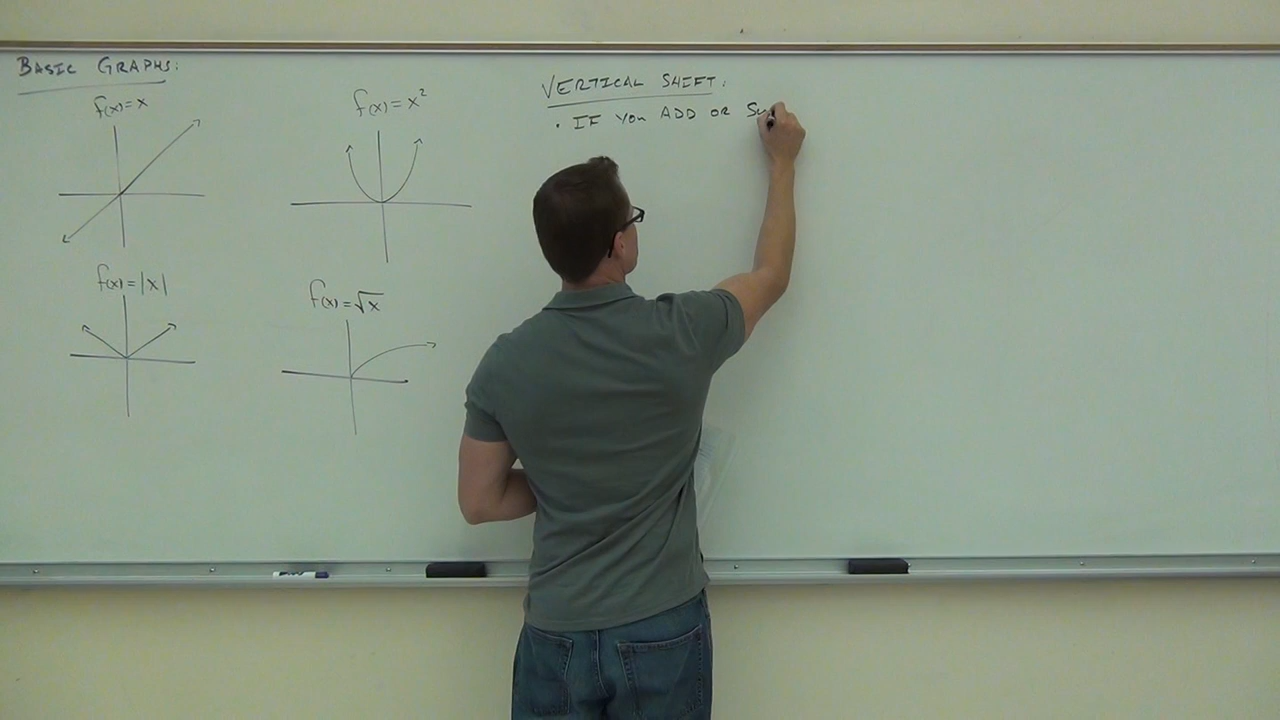 BASIC GRAPHS:
f(x)=x
f(x)=x²
f(x)=|x|
f(x)=√x
VERTICAL SHIFT:
• IF YOU ADD OR SU